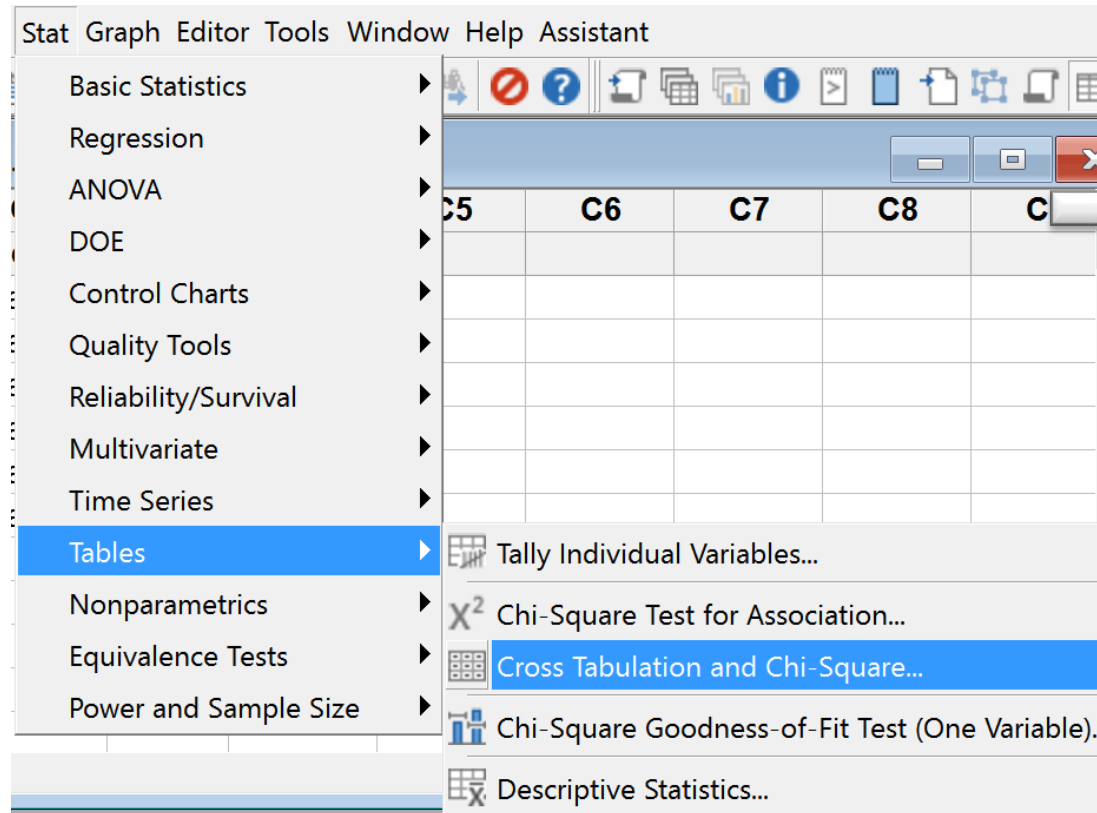 Stat Graph Editor Tools Window Help Assistant
Basic Statistics
Regression
ANOVA
DOE
Control Charts
Quality Tools
Reliability/Survival
Multivariate
Time Series
Tables
Nonparametrics
Equivalence Tests
Power and Sample Size
C6 C7 C8
Tally Individual Variables...
Chi-Square Test for Association...
Cross Tabulation and Chi-Square...
Chi-Square Goodness-of-Fit Test (One Variable).
Descriptive Statistics...